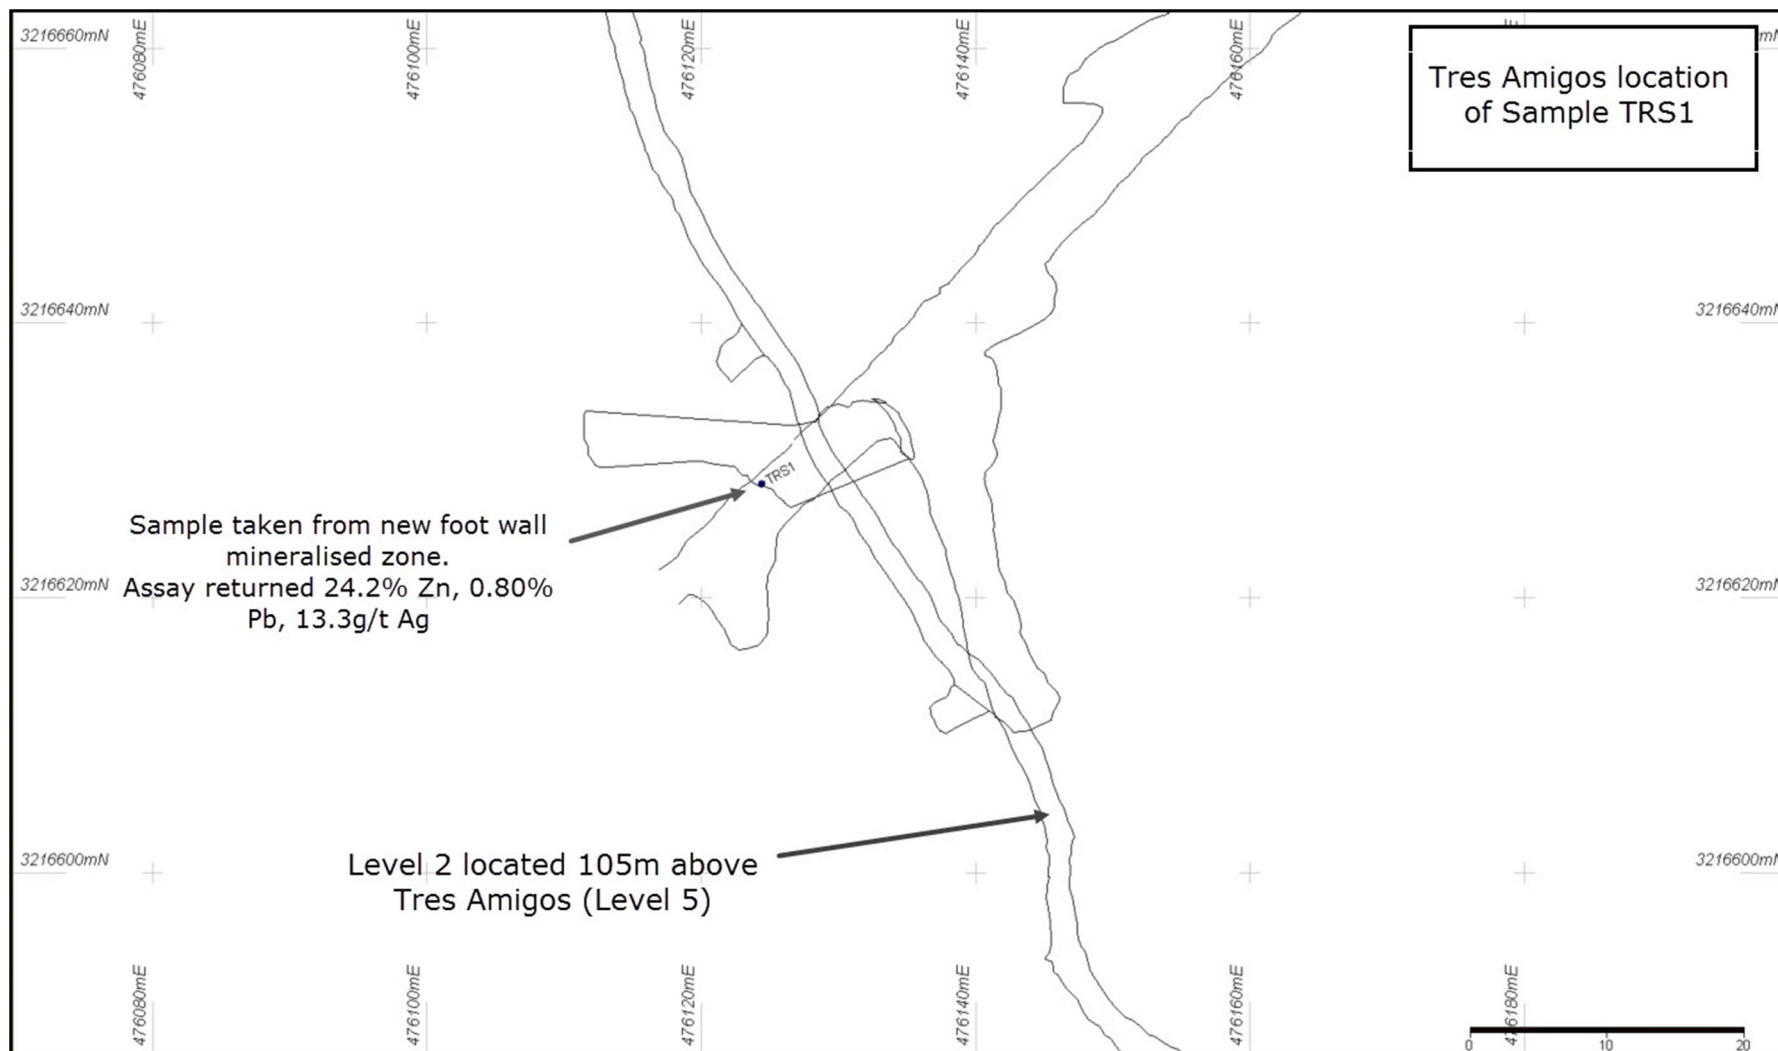 476080mE
476100mE
476120mE
476140mE
476160mE
3216660mN
Tres Amigos location
of Sample TRS1
3216640mN
3216640mN
TRS1
Sample taken from new foot wall
mineralised zone.
Assay returned 24.2% Zn, 0.80%
Pb, 13.3g/t Ag
3216620mN
3216620mN
Level 2 located 105m above
Tres Amigos (Level 5)
3216600mN
3216600mN
476080mE
476100mE
476120mE
476140mE
476160mE
476180mE
0
10
20